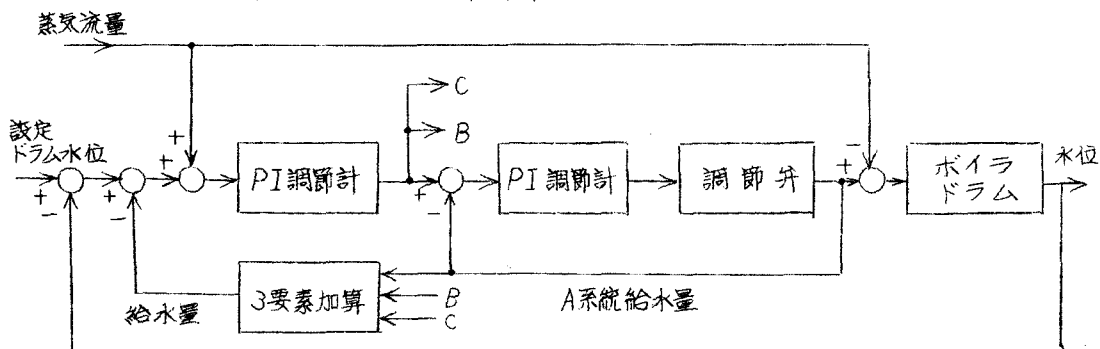 蒸気流量
C
B
設定
ドラム水位
+
-
+
-
+
+
PI調節計
+
-
PI調節計
調節弁
+
-
ボイラ
ドラム
水位
3要素加算
給水量
B
C
A系統給水量